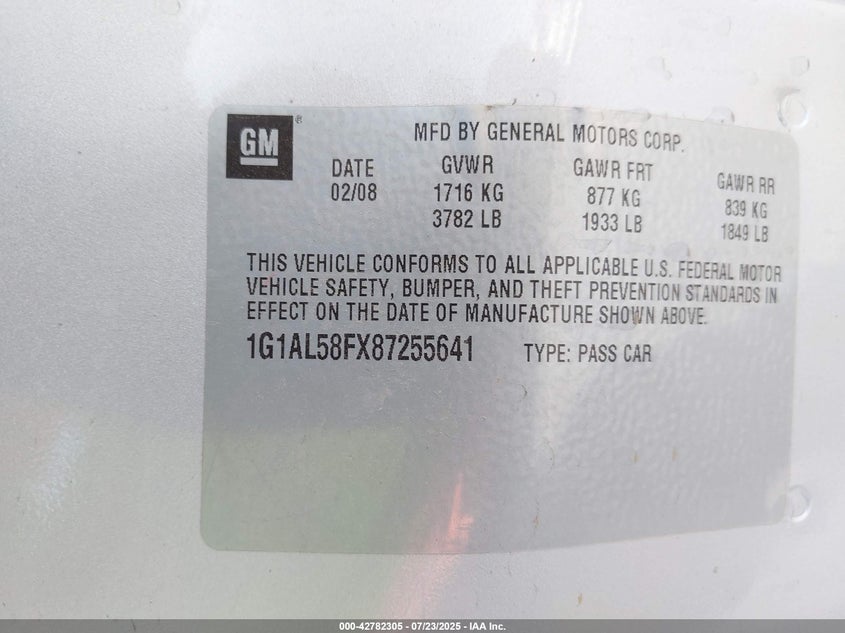 GM ®
MFD BY GENERAL MOTORS CORP.
DATE GVWR GAWR FRT GAWR RR
02/08 1716 KG 877 KG 839 KG
3782 LB 1933 LB 1849 LB
THIS VEHICLE CONFORMS TO ALL APPLICABLE U.S. FEDERAL MOTOR
VEHICLE SAFETY, BUMPER, AND THEFT PREVENTION STANDARDS IN
EFFECT ON THE DATE OF MANUFACTURE SHOWN ABOVE.
1G1AL58FX87255641 TYPE: PASS CAR
000-42782305 - 07/23/2025 - IAA Inc.